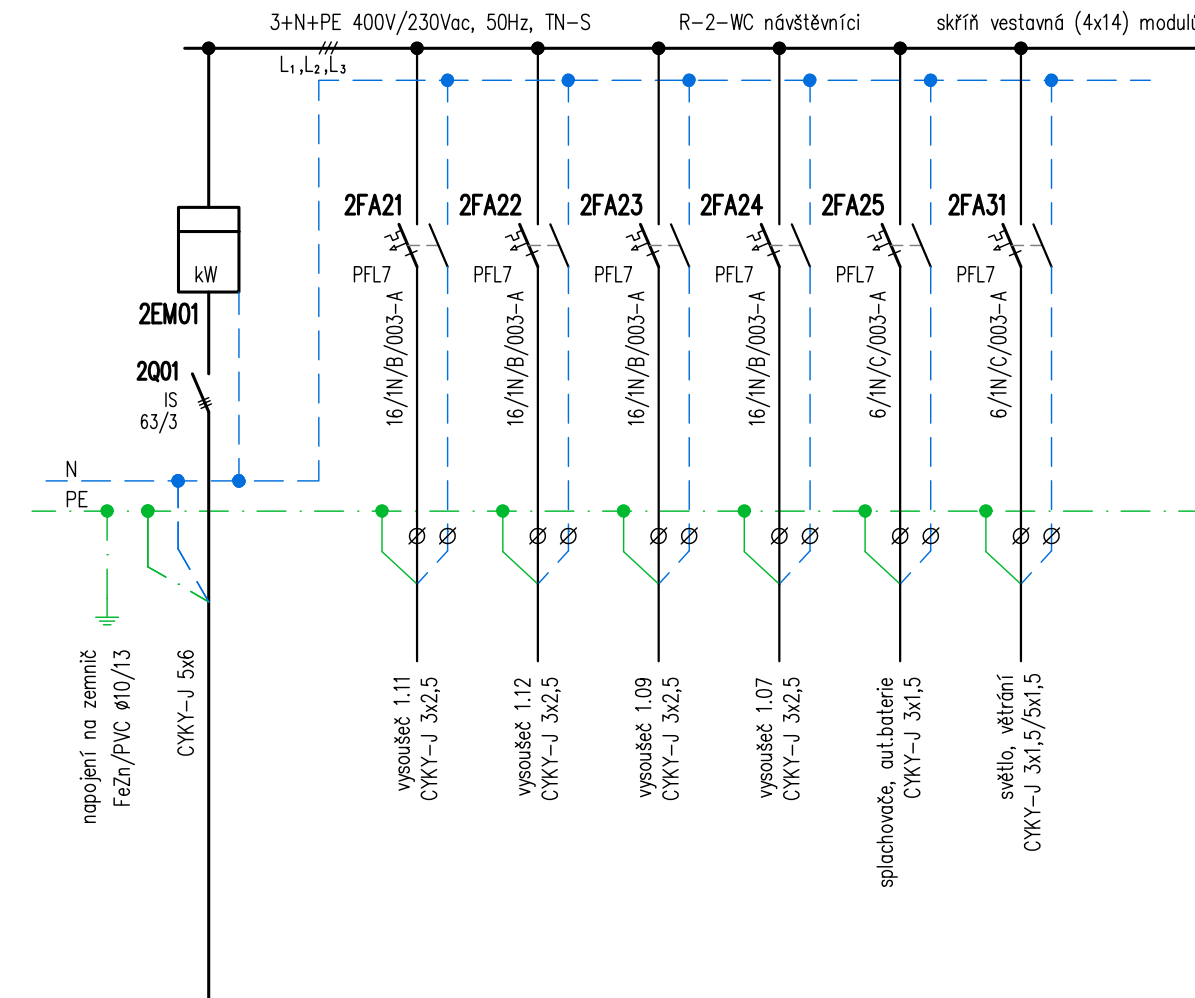 3+N+PE 400V/230Vac, 50Hz, TN-S
R-2-WC návštěvníci
skříň vestavná (4x14) modulů
L₁,L₂,L₃
2FA21
2FA22
2FA23
2FA24
2FA25
2FA31
PFL7
PFL7
PFL7
PFL7
PFL7
PFL7
16/1N/B/003-A
16/1N/B/003-A
16/1N/B/003-A
16/1N/B/003-A
6/1N/C/003-A
6/1N/C/003-A
kW
2EM01
2Q01
IS
63/3
N
PE
napojení na zemnič
FeZn/PVC ø10/13
CYKY-J 5x6
vysoušeč 1.11
CYKY-J 3x2,5
vysoušeč 1.12
CYKY-J 3x2,5
vysoušeč 1.09
CYKY-J 3x2,5
vysoušeč 1.07
CYKY-J 3x2,5
splachovače, aut.baterie
CYKY-J 3x1,5
světlo, větrání
CYKY-J 3x1,5/5x1,5